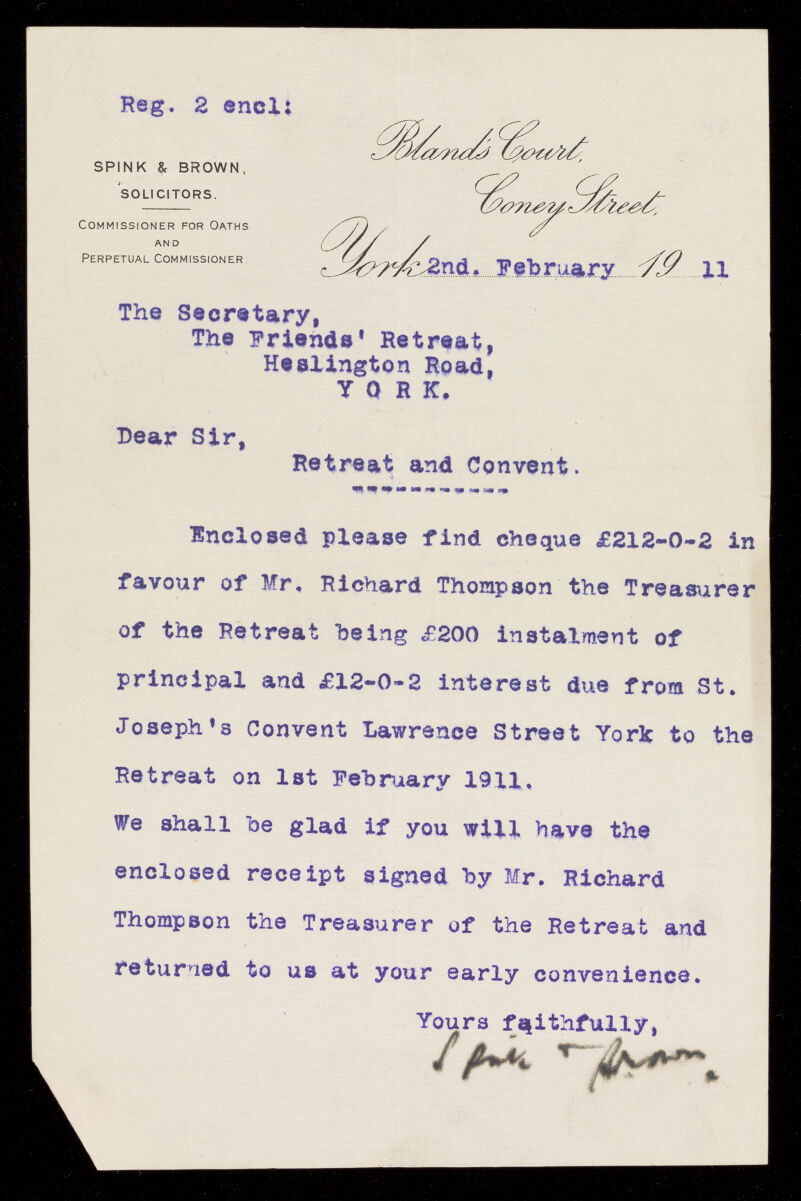 Reg. 2 encl:
SPINK & BROWN,
SOLICITORS.
COMMISSIONER FOR OATHS
AND
PERPETUAL COMMISSIONER.
Bland's Court,
Coney Street,
York 2nd. February 19 11
The Secretary,
The Friends' Retreat,
Heslington Road,
Y O R K.
Dear Sir,
Retreat and Convent.
Enclosed please find cheque £212-0-2 in
favour of Mr. Richard Thompson the Treasurer
of the Retreat being £200 instalment of
principal and £12-0-2 interest due from St.
Joseph's Convent Lawrence Street York to the
Retreat on 1st February 1911.
We shall be glad if you will have the
enclosed receipt signed by Mr. Richard
Thompson the Treasurer of the Retreat and
returned to us at your early convenience.
Yours faithfully,
Spink & Brown.